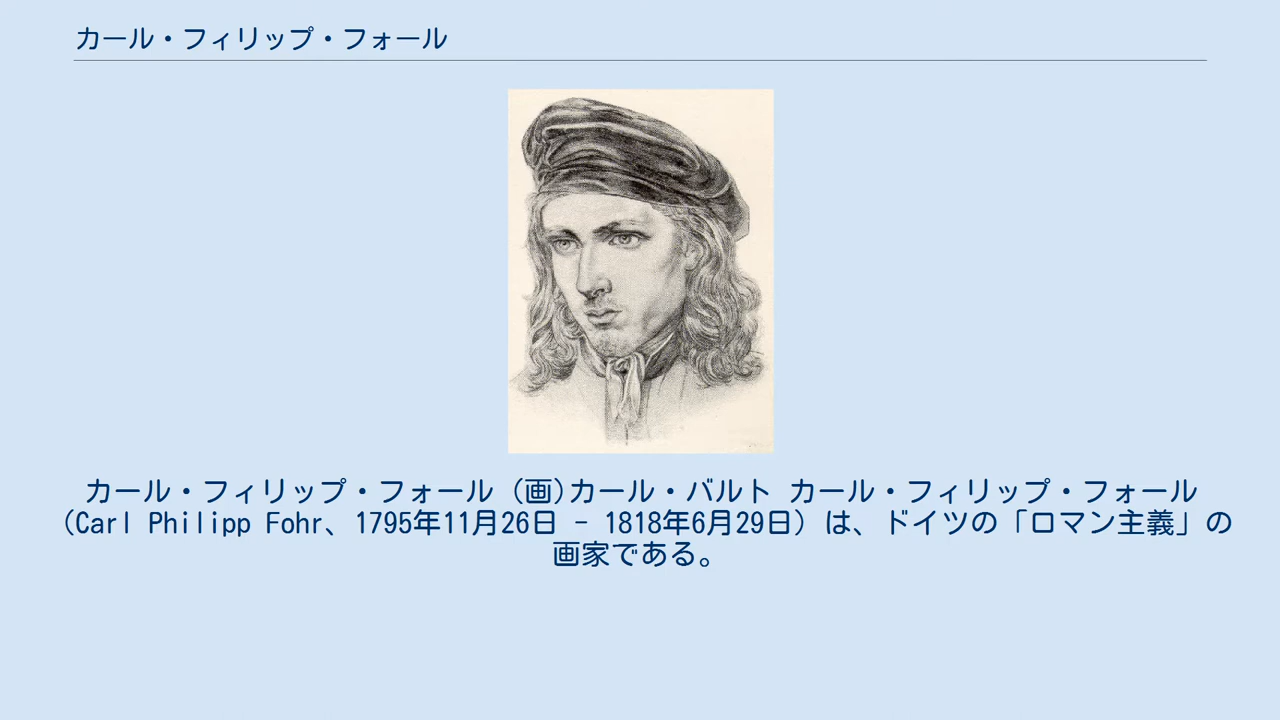 カール・フィリップ・フォール
カール・フィリップ・フォール (画)カール・バルト カール・フィリップ・フォール
（Carl Philipp Fohr、1795年11月26日 - 1818年6月29日）は、ドイツの「ロマン主義」の
画家である。